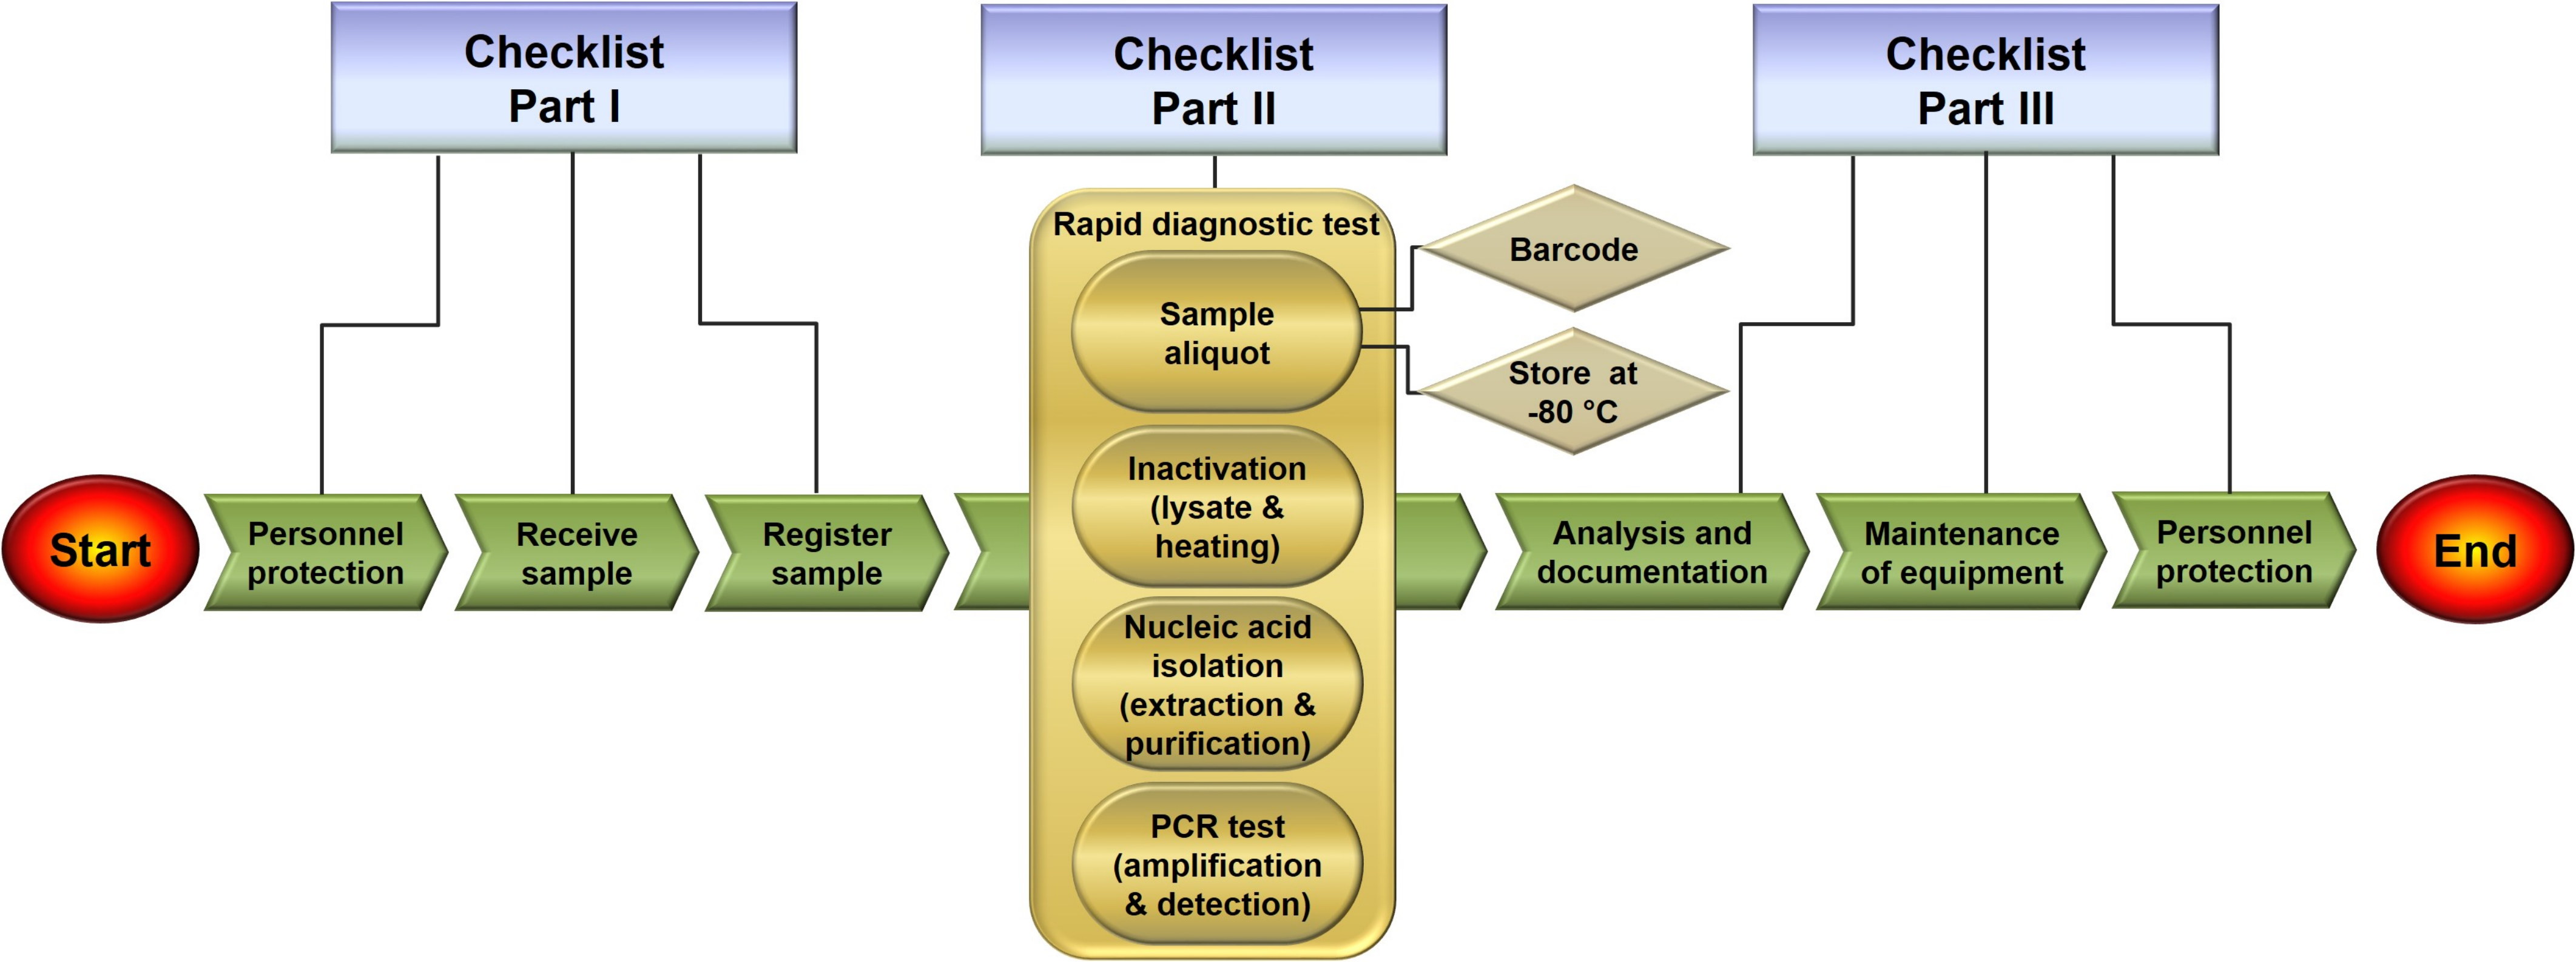 Checklist
Part I
Checklist
Part II
Checklist
Part III
Rapid diagnostic test
Sample
aliquot
Barcode
Store at
-80 °C
Inactivation
(lysate &
heating)
Nucleic acid
isolation
(extraction &
purification)
PCR test
(amplification
& detection)
Start
Personnel
protection
Receive
sample
Register
sample
Analysis and
documentation
Maintenance
of equipment
Personnel
protection
End